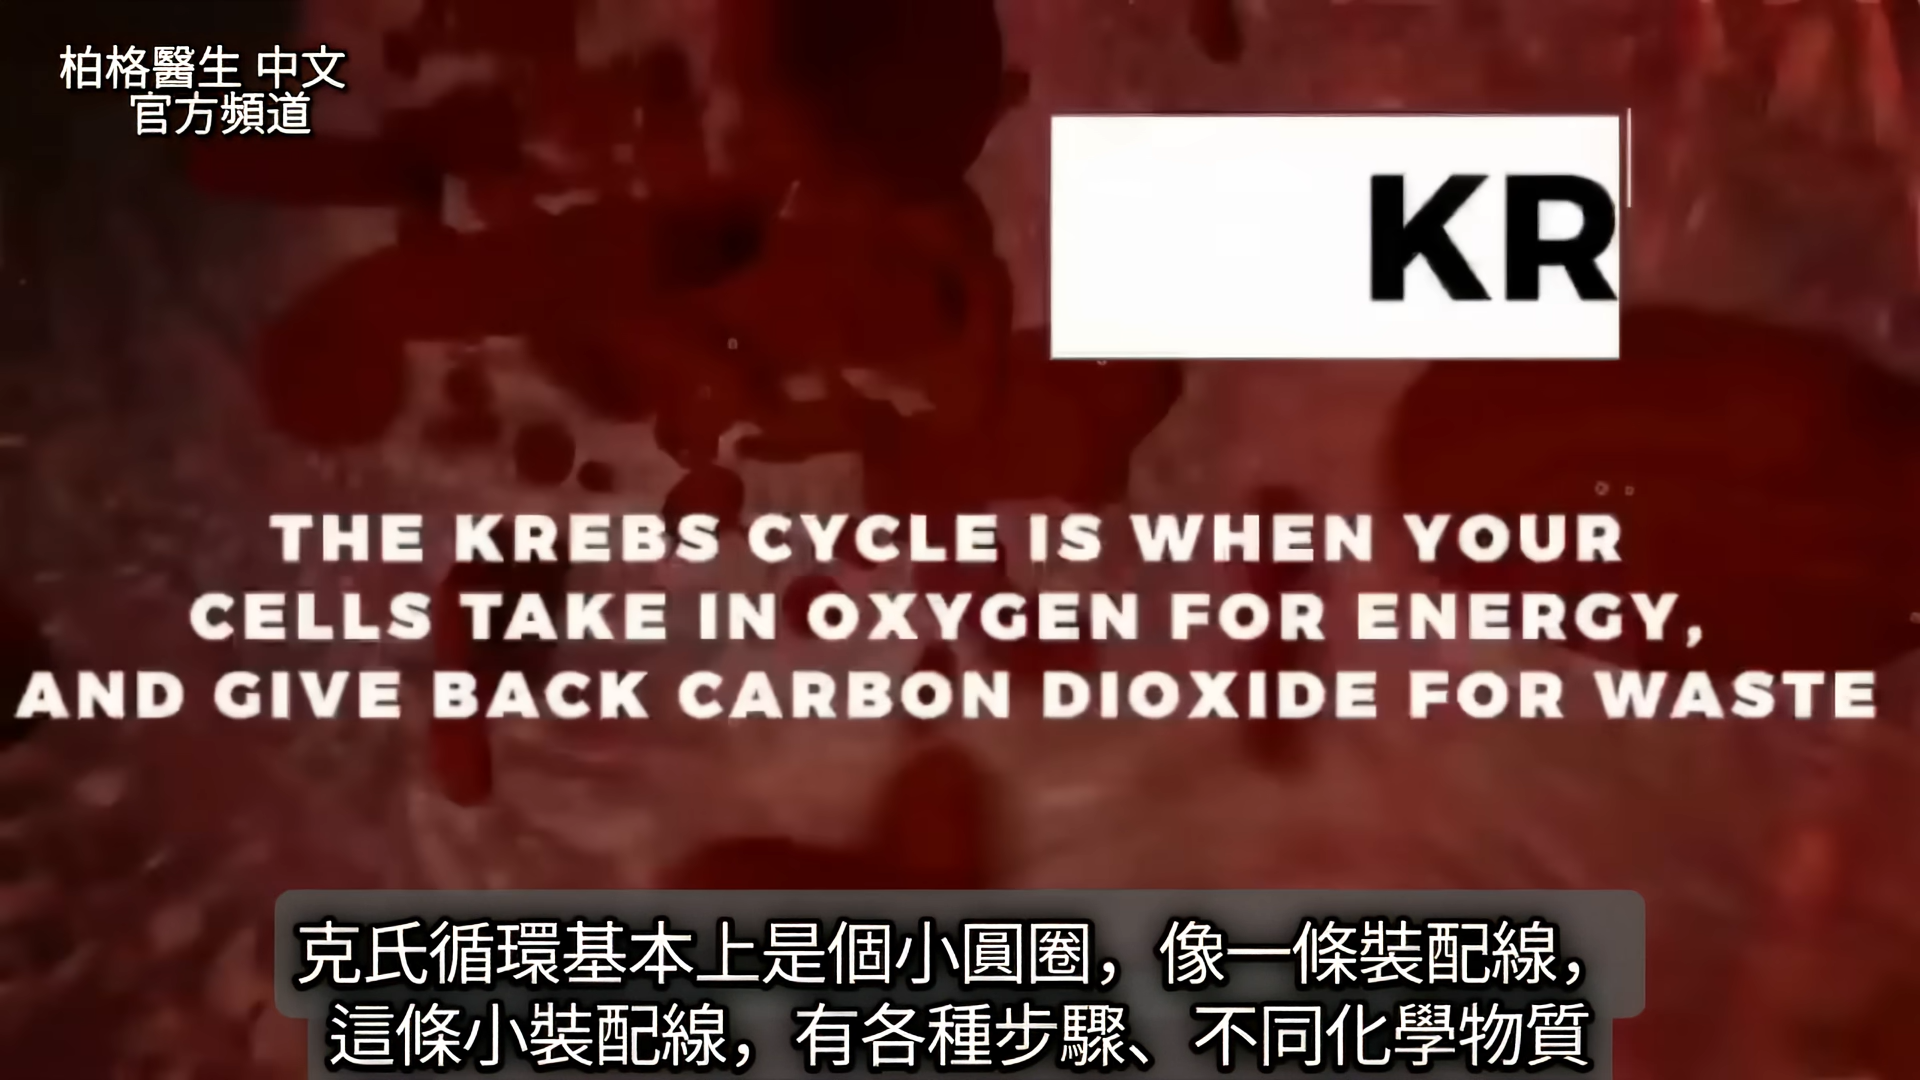 柏格醫生 中文
官方頻道
KR
THE KREBS CYCLE IS WHEN YOUR
CELLS TAKE IN OXYGEN FOR ENERGY,
AND GIVE BACK CARBON DIOXIDE FOR WASTE
克氏循環基本上是個小圓圈，像一條裝配線，
這條小裝配線，有各種步驟、不同化學物質